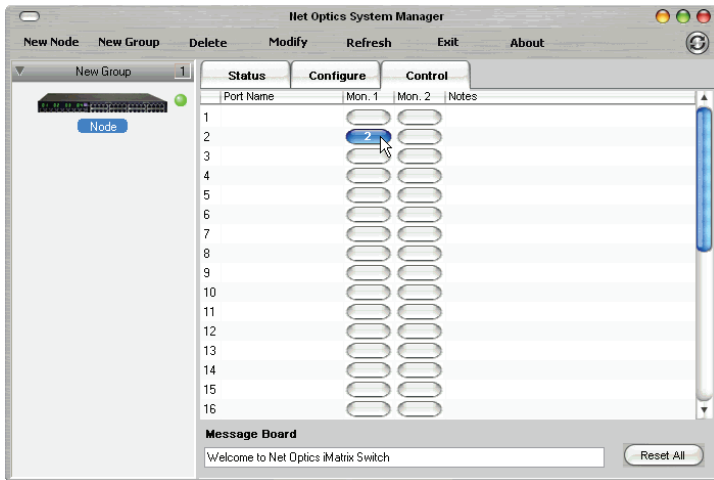 Net Optics System Manager
New Node New Group Delete Modify Refresh Exit About
New Group 1
Node
Status Configure Control
Port Name Mon. 1 Mon. 2 Notes
1
2 2
3
4
5
6
7
8
9
10
11
12
13
14
15
16
Message Board
Welcome to Net Optics iMatrix Switch
Reset All